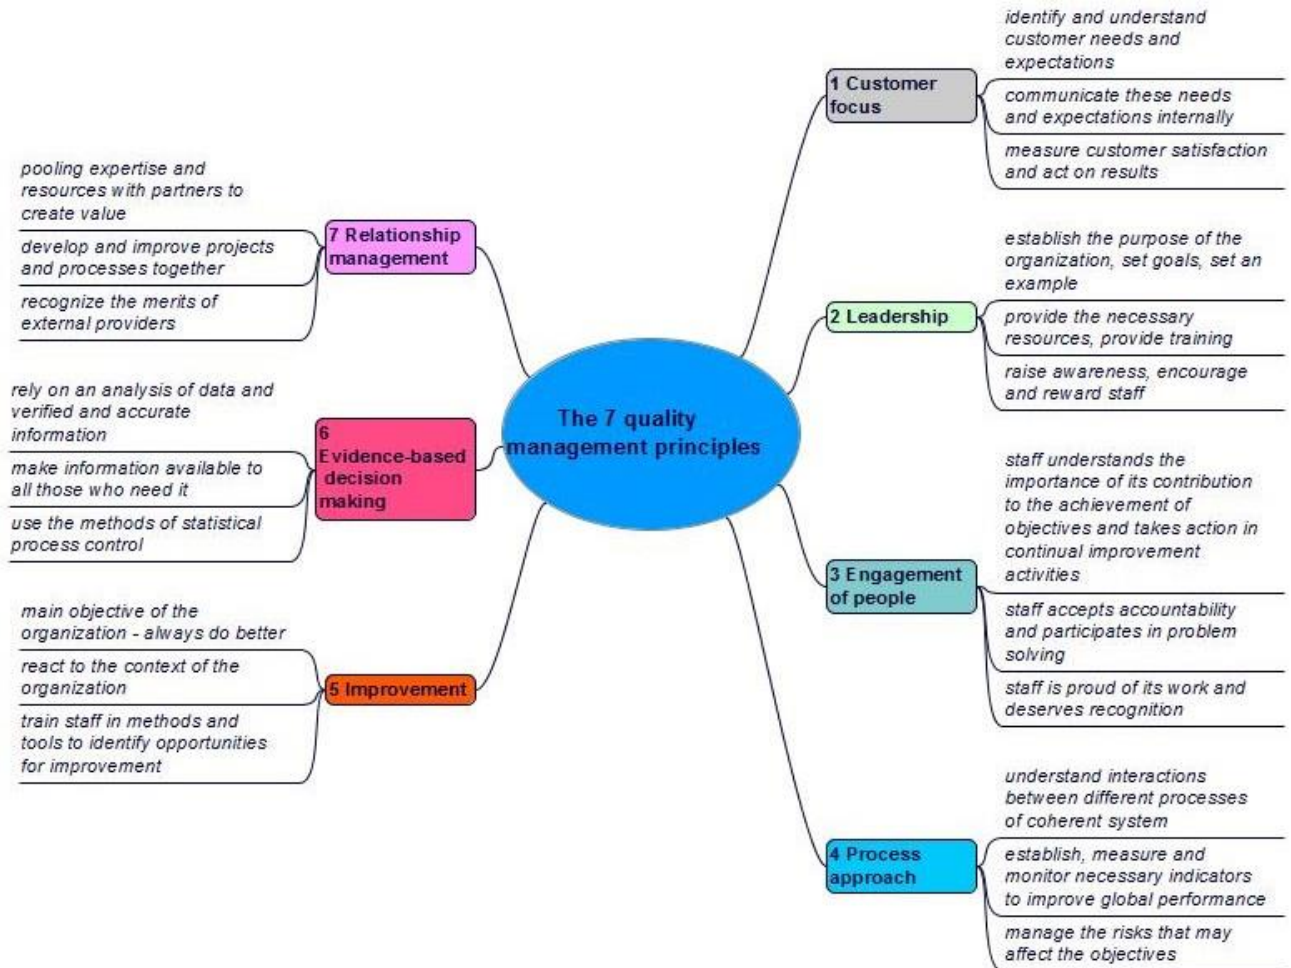 The 7 quality
management principles
1 Customer
focus
identify and understand
customer needs and
expectations
communicate these needs
and expectations internally
measure customer satisfaction
and act on results
2 Leadership
establish the purpose of the
organization, set goals, set an
example
provide the necessary
resources, provide training
raise awareness, encourage
and reward staff
3 Engagement
of people
staff understands the
importance of its contribution
to the achievement of
objectives and takes action in
continual improvement
activities
staff accepts accountability
and participates in problem
solving
staff is proud of its work and
deserves recognition
4 Process
approach
understand interactions
between different processes
of coherent system
establish, measure and
monitor necessary indicators
to improve global performance
manage the risks that may
affect the objectives
5 Improvement
main objective of the
organization - always do better
react to the context of the
organization
train staff in methods and
tools to identify opportunities
for improvement
6
Evidence-based
decision
making
rely on an analysis of data and
verified and accurate
information
make information available to
all those who need it
use the methods of statistical
process control
7 Relationship
management
pooling expertise and
resources with partners to
create value
develop and improve projects
and processes together
recognize the merits of
external providers